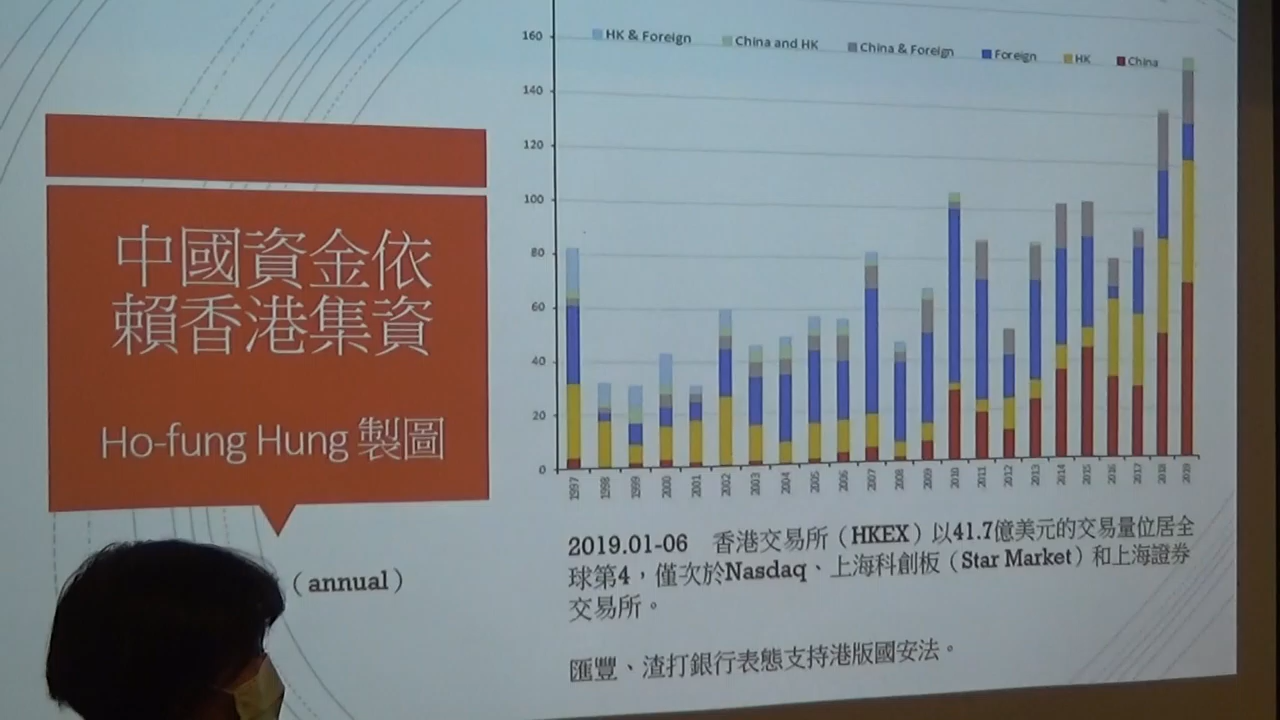 中國資金依
賴香港集資
Ho-fung Hung 製圖
（annual）
HK & Foreign
China and HK
China & Foreign
Foreign
HK
China
160
140
120
100
80
60
40
20
0
1997
1998
1999
2000
2001
2002
2003
2004
2005
2006
2007
2008
2009
2010
2011
2012
2013
2014
2015
2016
2017
2018
2019
2019.01-06 香港交易所（HKEX）以41.7億美元的交易量位居全
球第4，僅次於Nasdaq、上海科創板（Star Market）和上海證券
交易所。
匯豐、渣打銀行表態支持港版國安法。